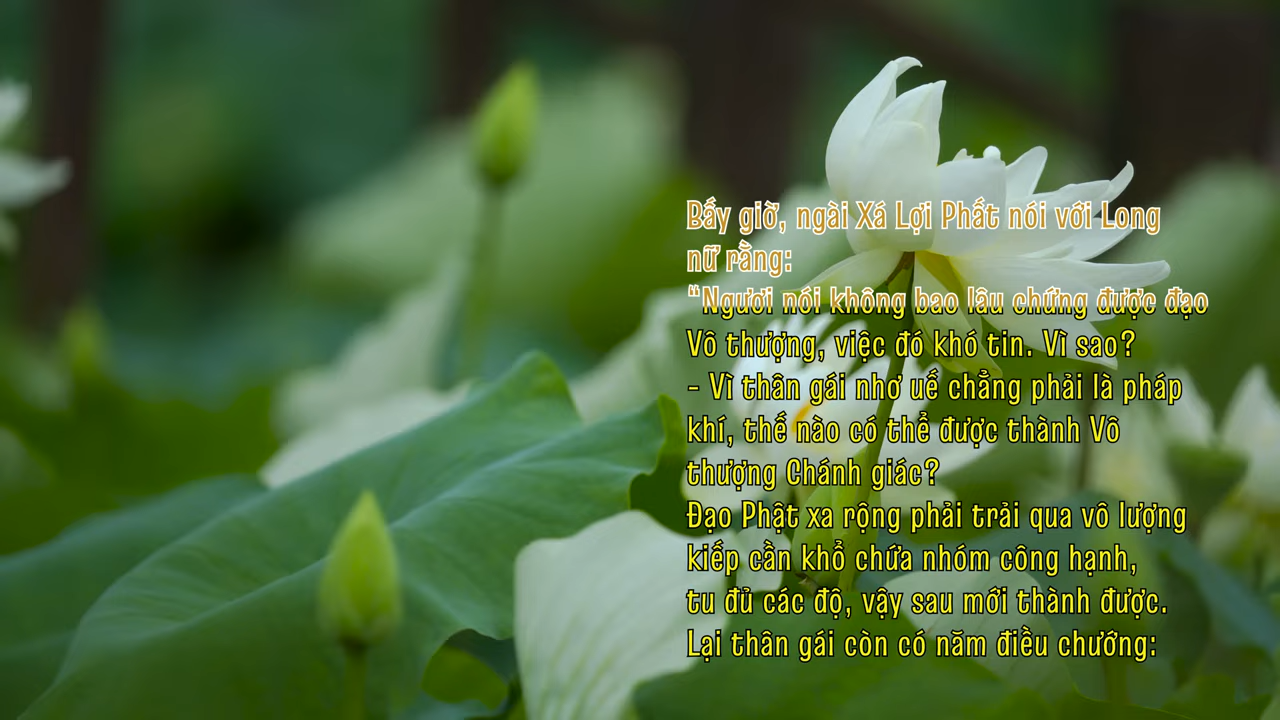 Bấy giờ, ngài Xá Lợi Phất nói với Long
nữ rằng:
“Ngươi nói không bao lâu chứng được đạo
Vô thượng, việc đó khó tin. Vì sao?
- Vì thân gái nhơ uế chẳng phải là pháp
khí, thế nào có thể được thành Vô
thượng Chánh giác?
Đạo Phật xa rộng phải trải qua vô lượng
kiếp cần khổ chứa nhóm công hạnh,
tu đủ các độ, vậy sau mới thành được.
Lại thân gái còn có năm điều chướng: